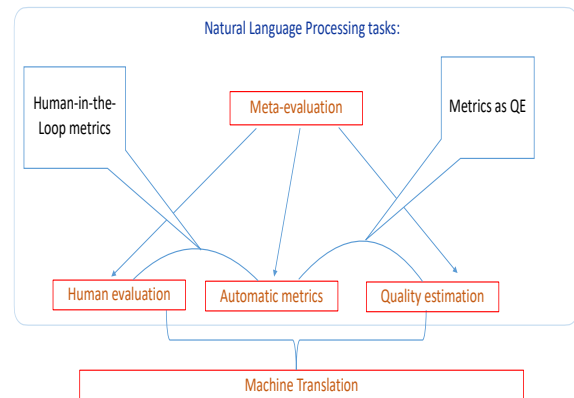 Natural Language Processing tasks:
Human-in-the-
Loop metrics
Meta-evaluation
Metrics as QE
Human evaluation
Automatic metrics
Quality estimation
Machine Translation